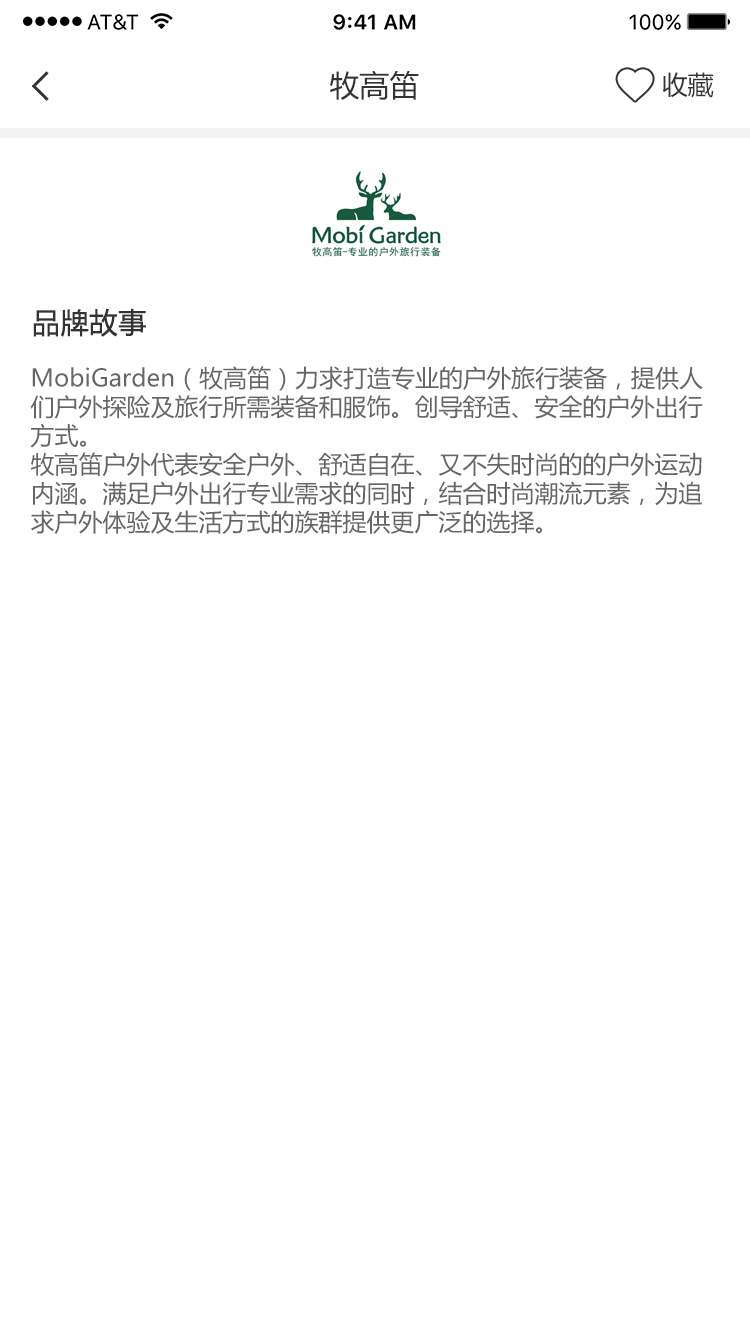 AT&T 9:41 AM 100%
牧高笛 收藏
Mobi Garden
牧高笛-专业的户外旅行装备
品牌故事
MobiGarden（牧高笛）力求打造专业的户外旅行装备，提供人
们户外探险及旅行所需装备和服饰。创导舒适、安全的户外出行
方式。
牧高笛户外代表安全户外、舒适自在、又不失时尚的的户外运动
内涵。满足户外出行专业需求的同时，结合时尚潮流元素，为追
求户外体验及生活方式的族群提供更广泛的选择。